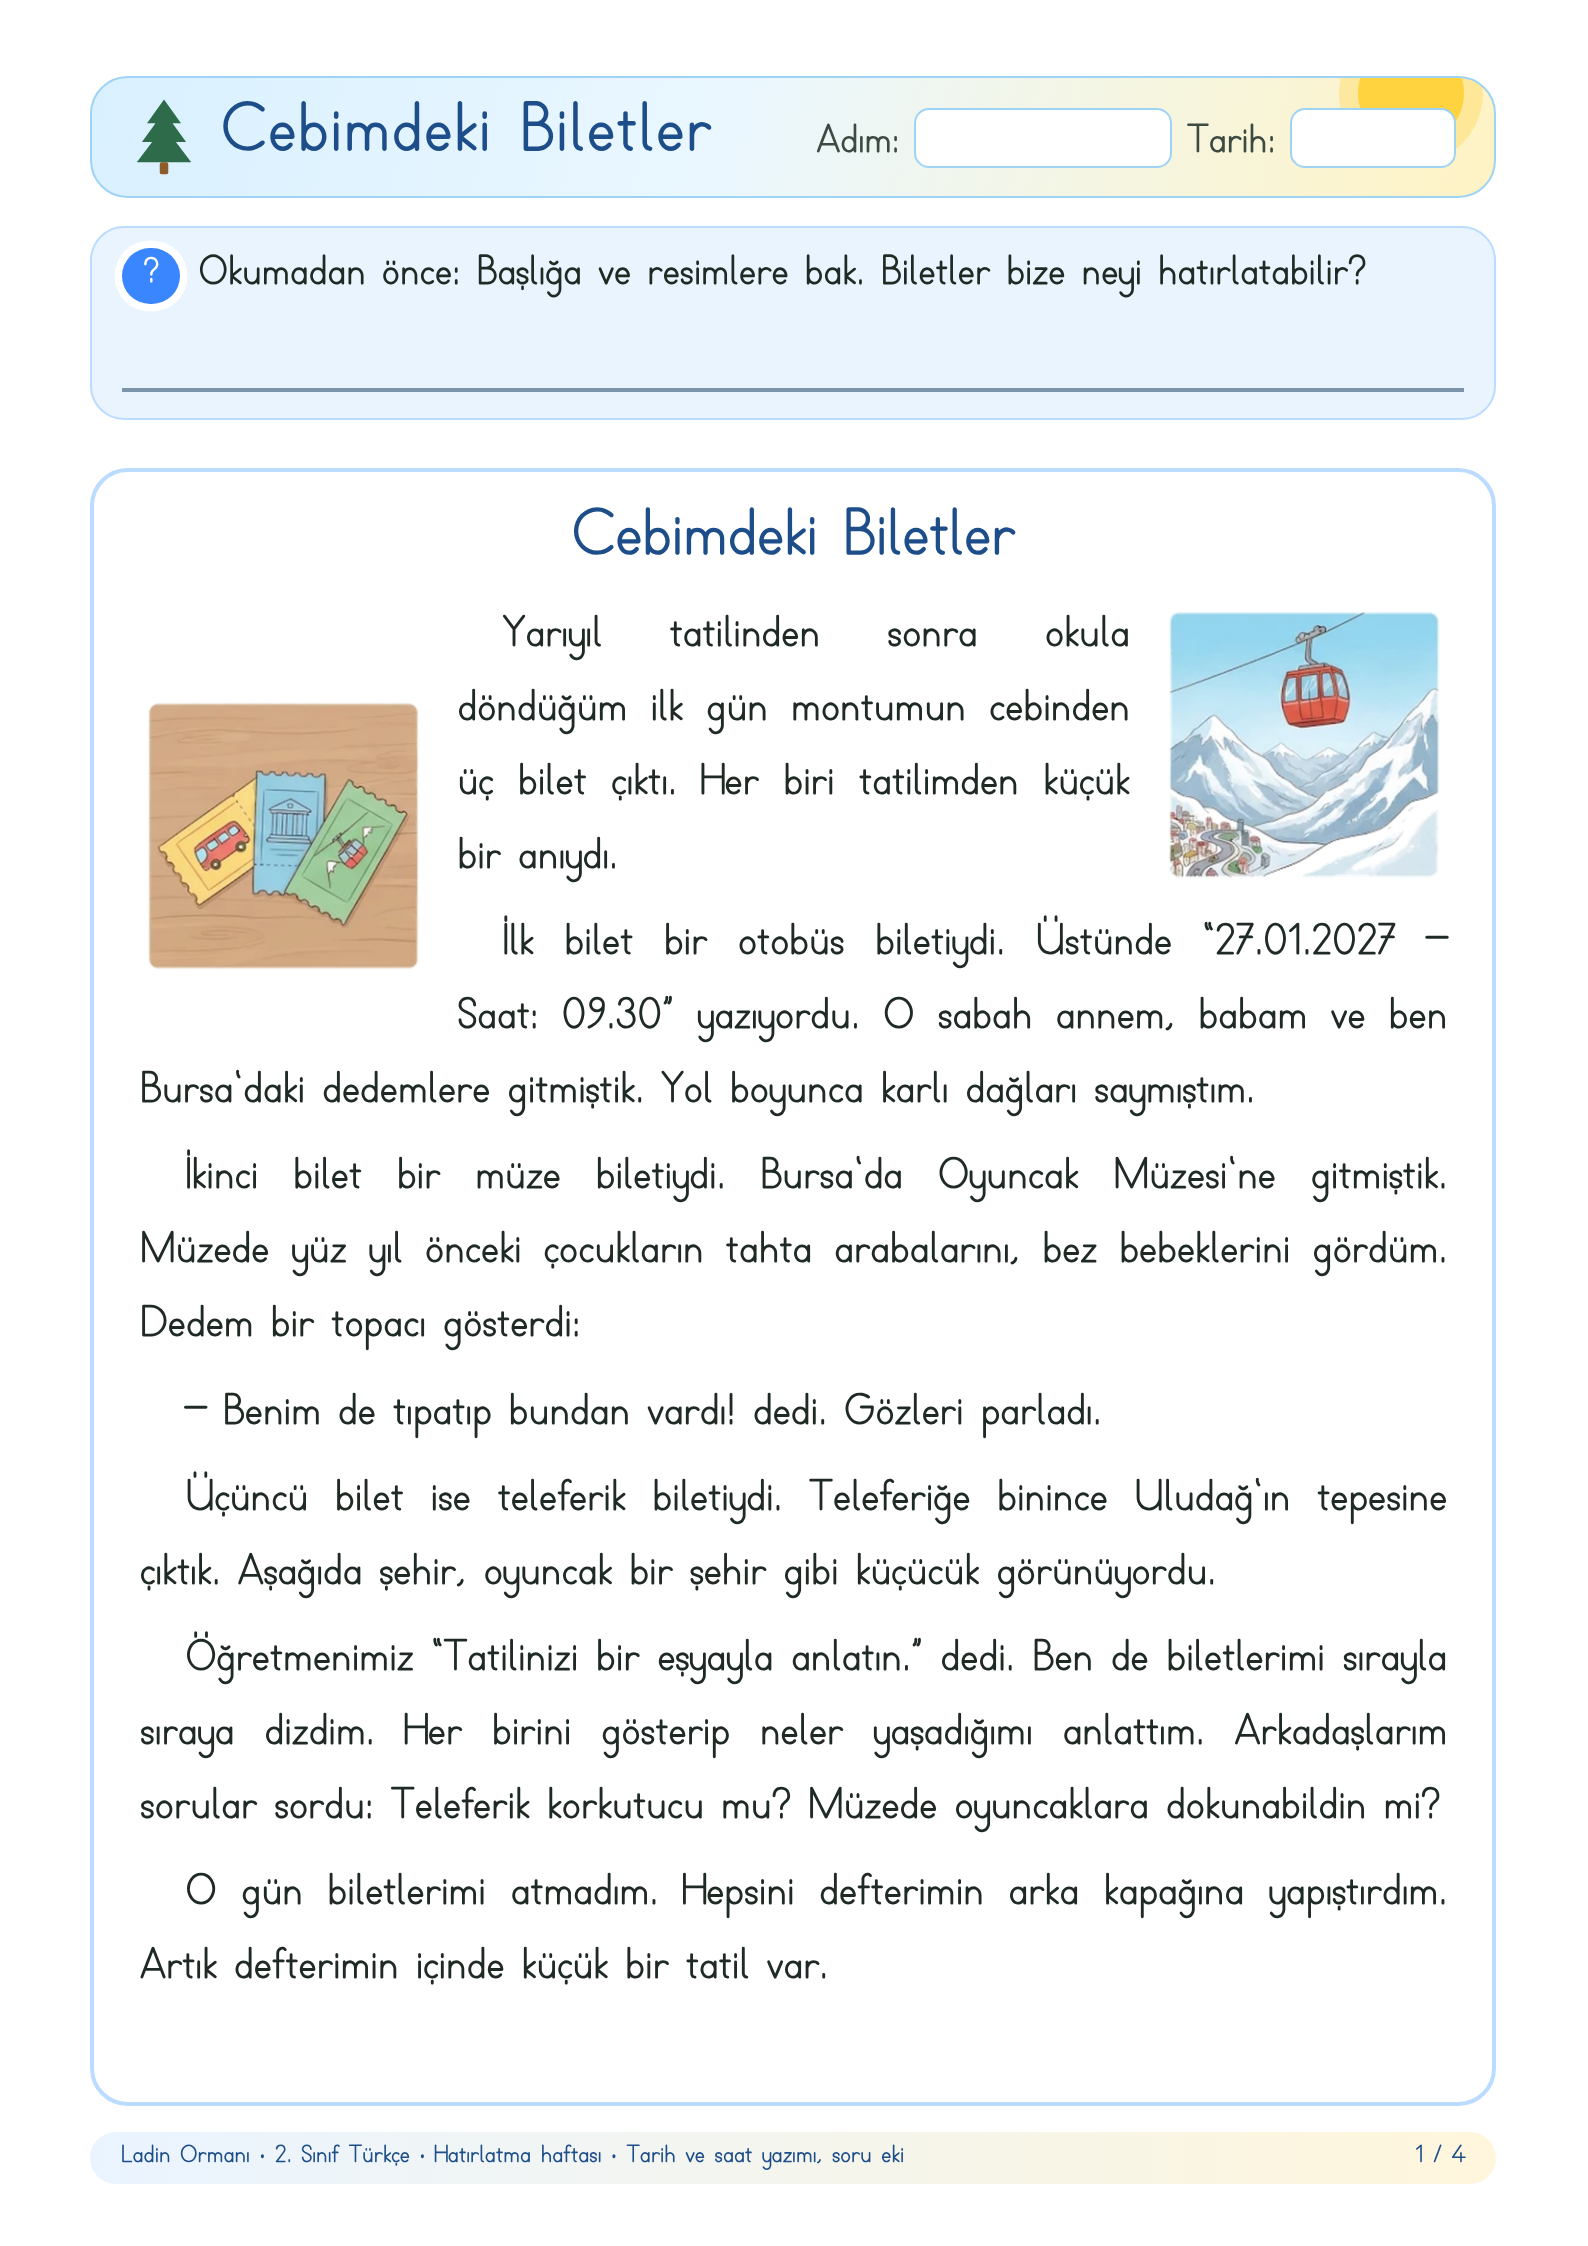 Cebimdeki Biletler
Adım:
Tarih:
?
Okumadan önce: Başlığa ve resimlere bak. Biletler bize neyi hatırlatabilir?
Cebimdeki Biletler
Yarıyıl tatilinden sonra okula
döndüğüm ilk gün montumun cebinden
üç bilet çıktı. Her biri tatilimden küçük
bir anıydı.
İlk bilet bir otobüs biletiydi. Üstünde “27.01.2027 –
Saat: 09.30” yazıyordu. O sabah annem, babam ve ben
Bursa‘daki dedemlere gitmiştik. Yol boyunca karlı dağları saymıştım.
İkinci bilet bir müze biletiydi. Bursa‘da Oyuncak Müzesi‘ne gitmiştik.
Müzede yüz yıl önceki çocukların tahta arabalarını, bez bebeklerini gördüm.
Dedem bir topacı gösterdi:
– Benim de tıpatıp bundan vardı! dedi. Gözleri parladı.
Üçüncü bilet ise teleferik biletiydi. Teleferiğe binince Uludağ‘ın tepesine
çıktık. Aşağıda şehir, oyuncak bir şehir gibi küçücük görünüyordu.
Öğretmenimiz “Tatilinizi bir eşyayla anlatın.” dedi. Ben de biletlerimi sırayla
sıraya dizdim. Her birini gösterip neler yaşadığımı anlattım. Arkadaşlarım
sorular sordu: Teleferik korkutucu mu? Müzede oyuncaklara dokunabildin mi?
O gün biletlerimi atmadım. Hepsini defterimin arka kapağına yapıştırdım.
Artık defterimin içinde küçük bir tatil var.
Ladin Ormanı • 2. Sınıf Türkçe • Hatırlatma haftası • Tarih ve saat yazımı, soru eki
1 / 4